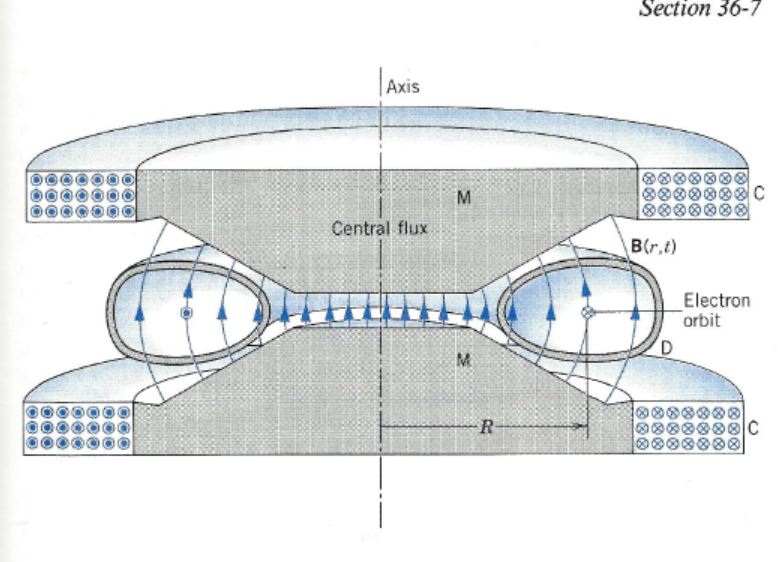 Section 36-7
Axis
M
C
Central flux
B(r,t)
Electron
orbit
D
M
R
C